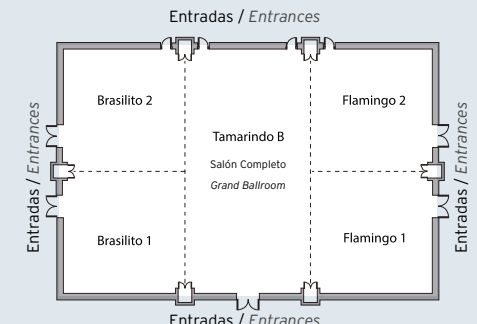 Entradas / Entrances
Brasilito 2
Flamingo 2
Tamarindo B
Salón Completo
Grand Ballroom
Entradas / Entrances
Entradas / Entrances
Brasilito 1
Flamingo 1
Entradas / Entrances